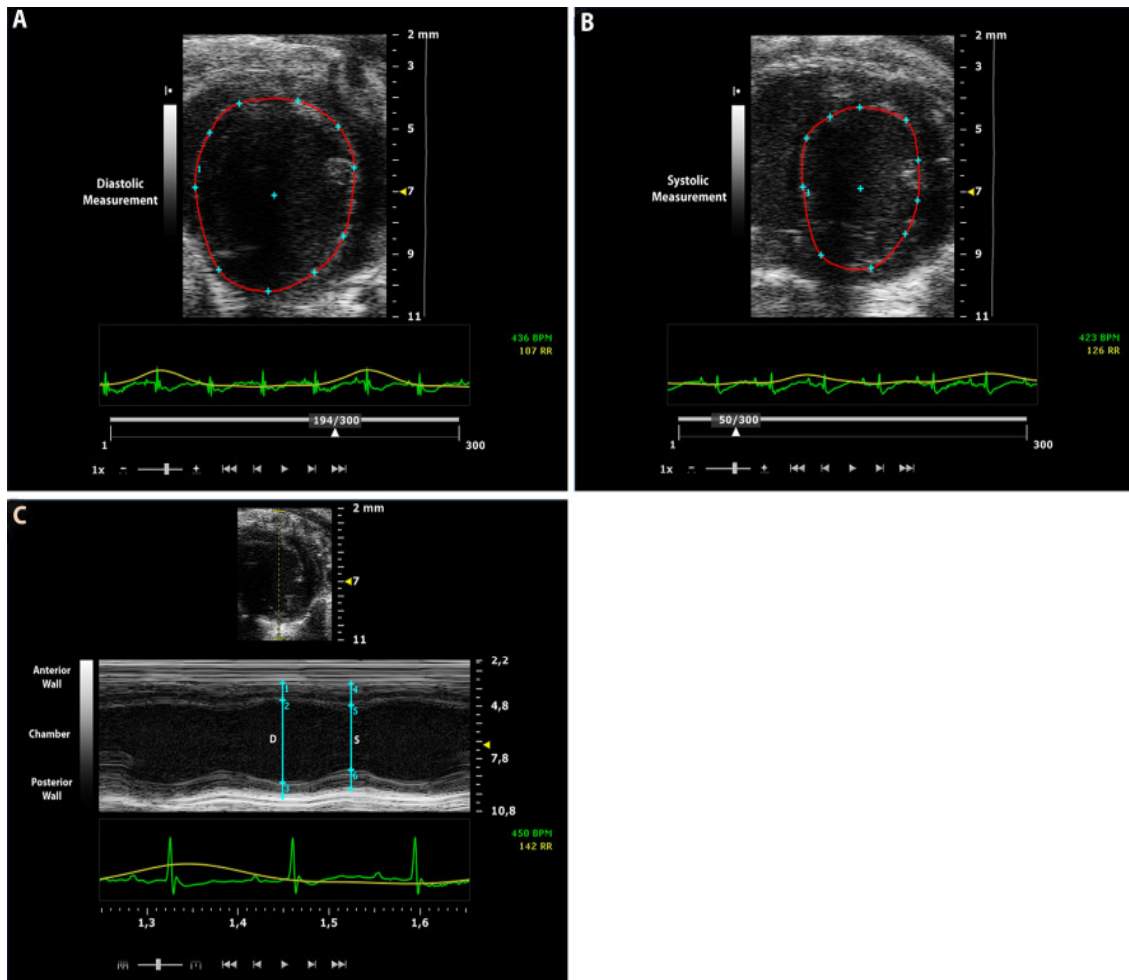 A
2 mm
3
5
Diastolic
Measurement
1
7
9
11
436 BPM
107 RR
194/300
1
300
1x
B
2 mm
3
5
Systolic
Measurement
1
7
9
11
423 BPM
126 RR
50/300
1
300
1x
C
2 mm
7
11
Anterior
Wall
Chamber
Posterior
Wall
1
2
D
3
4
5
S
6
2,2
4,8
7,8
10,8
450 BPM
142 RR
1,3
1,4
1,5
1,6